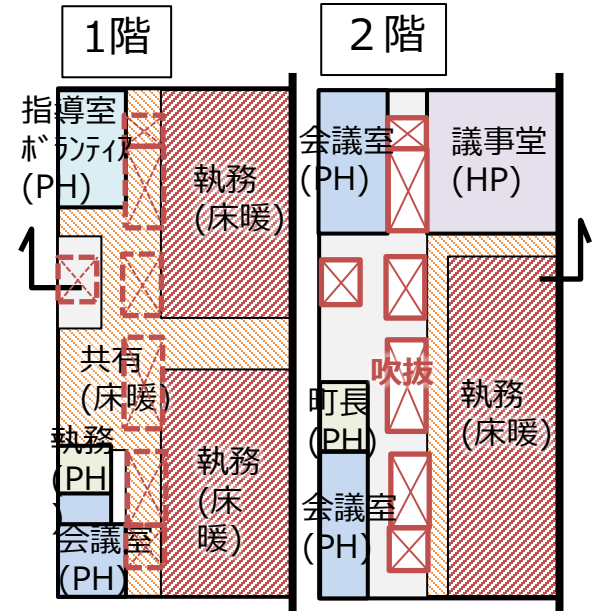 1階
２階
指導室
ボランティア
(PH)
執務
(床暖)
共有
(床暖)
執務
(PH
)
執務
(床
暖)
会議室
(PH)
会議室
(PH)
議事堂
(HP)
吹抜
町長
(PH)
執務
(床暖)
会議室
(PH)